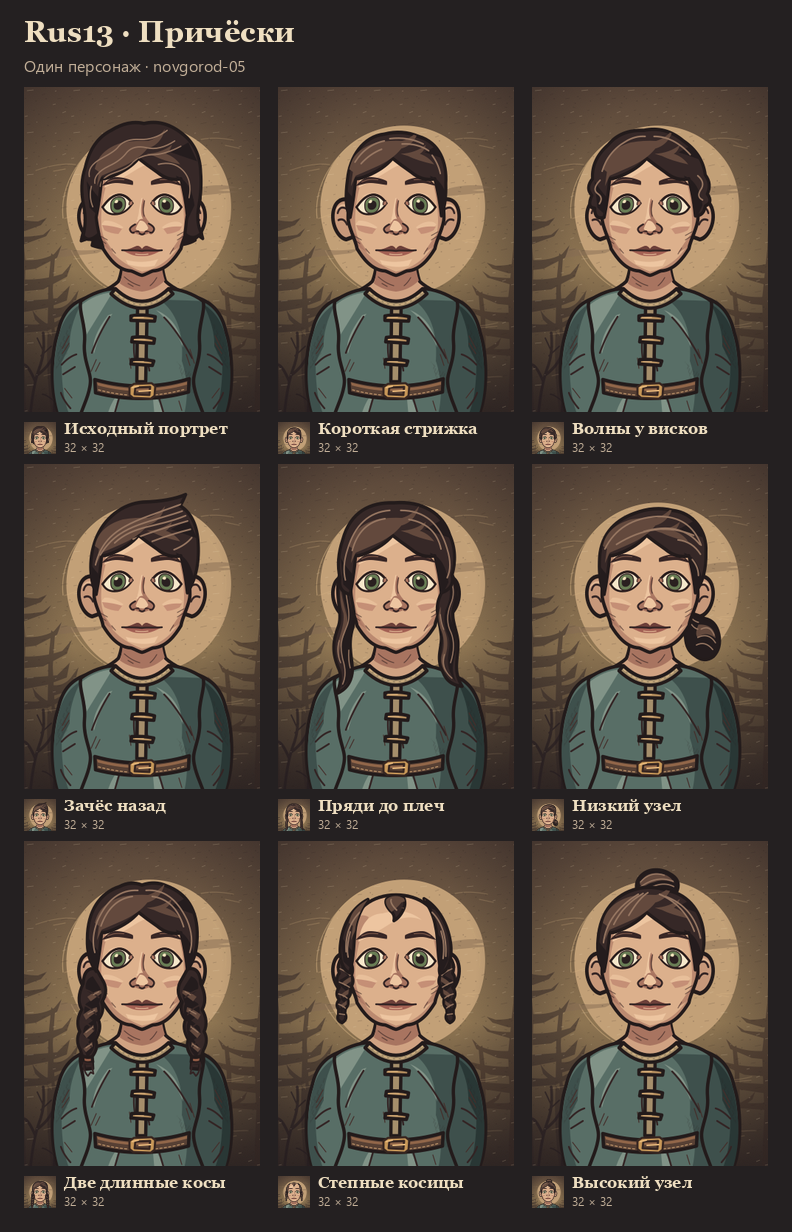 Rus13 · Причёски
Один персонаж · novgorod-05
Исходный портрет
32 × 32
Короткая стрижка
32 × 32
Волны у висков
32 × 32
Зачёс назад
32 × 32
Пряди до плеч
32 × 32
Низкий узел
32 × 32
Две длинные косы
32 × 32
Степные косицы
32 × 32
Высокий узел
32 × 32